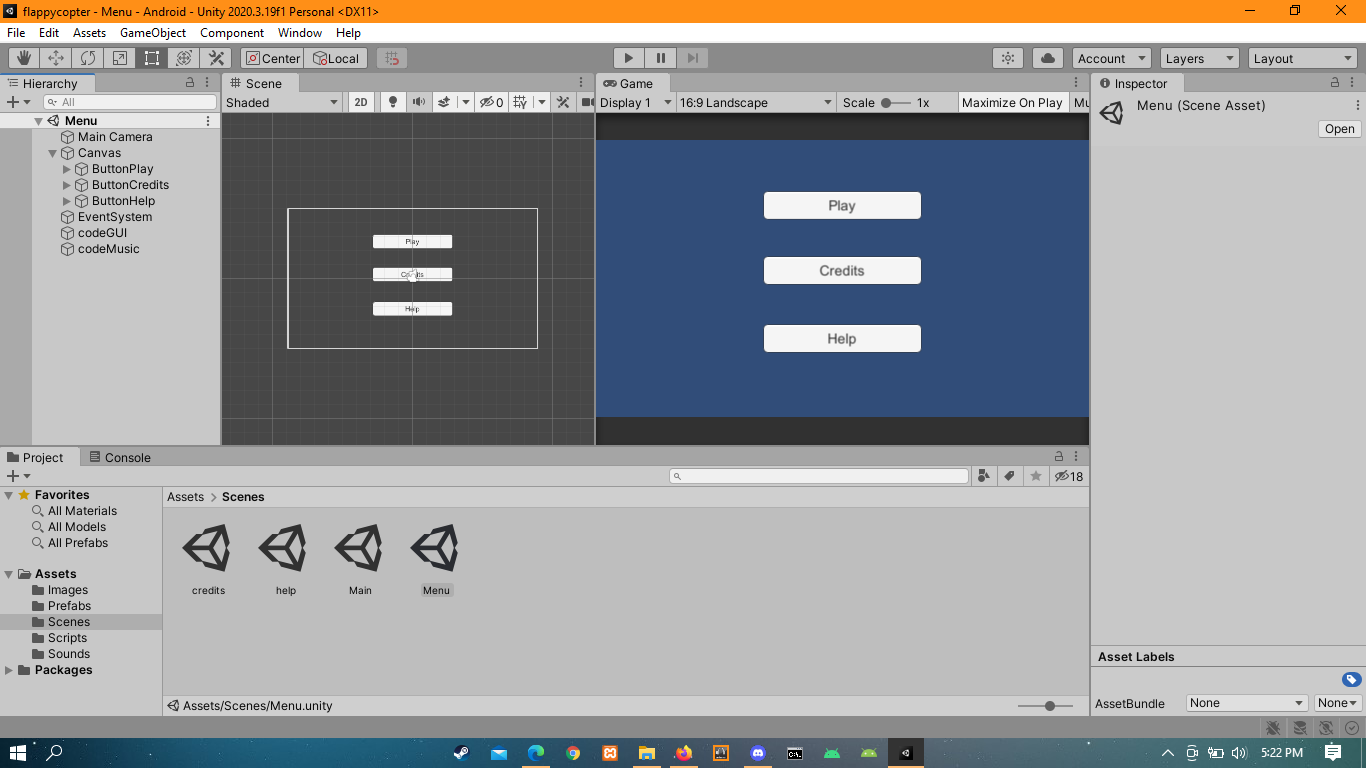 flappycopter - Menu - Android - Unity 2020.3.19f1 Personal <DX11>
File Edit Assets GameObject Component Window Help
Center Local Account Layers Layout
Hierarchy
All
Menu
Main Camera
Canvas
ButtonPlay
ButtonCredits
ButtonHelp
EventSystem
codeGUI
codeMusic
Scene
Shaded 2D 0
Play
Credits
Help
Game
Display 1 16:9 Landscape Scale 1x Maximize On Play Mu
Play
Credits
Help
Inspector
Menu (Scene Asset)
Open
Project Console
18
Favorites
All Materials
All Models
All Prefabs
Assets
Images
Prefabs
Scenes
Scripts
Sounds
Packages
Assets > Scenes
credits help Main Menu
Assets/Scenes/Menu.unity
Asset Labels
AssetBundle None None
5:22 PM